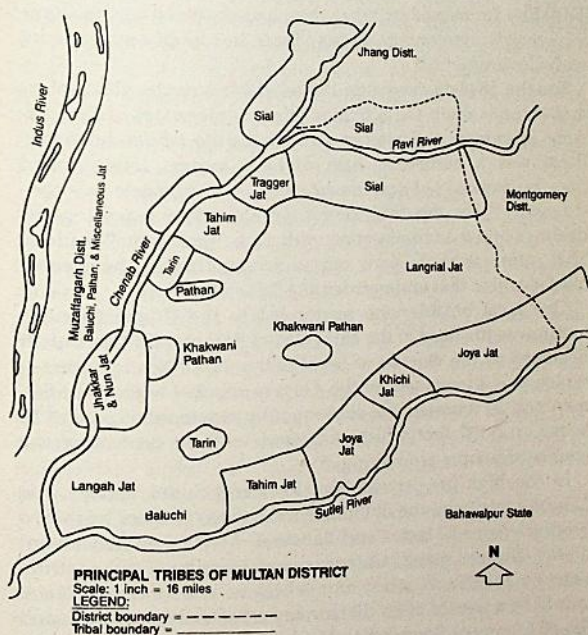 Jhang Distt.
Indus River
Sial
Sial
Ravi River
Muzaffargarh Distt.
Baluchi, Pathan, & Miscellaneous Jat
Chenab River
Tragger
Jat
Sial
Montgomery
Distt.
Tahim
Jat
Tarin
Pathan
Langrial Jat
Khakwani Pathan
Khakwani
Pathan
Jhakkar
& Nun Jat
Joya Jat
Khichi
Jat
Tarin
Joya
Jat
Langah Jat
Tahim Jat
Baluchi
Sutlej River
Bahawalpur State
N
PRINCIPAL TRIBES OF MULTAN DISTRICT
Scale: 1 inch = 16 miles
LEGEND:
District boundary =
Tribal boundary =